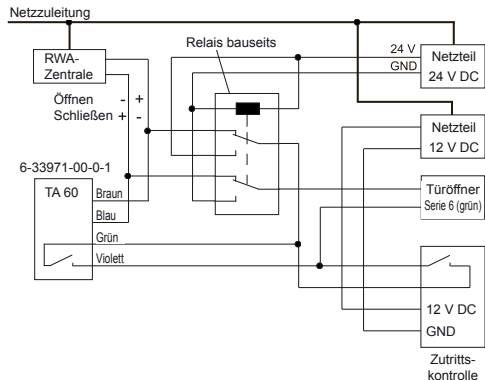 Netzzuleitung
Relais bauseits
24 V
GND
Netzteil
24 V DC
RWA-
Zentrale
Öffnen - +
Schließen + -
Netzteil
12 V DC
6-33971-00-0-1
TA 60
Braun
Blau
Grün
Violett
Türöffner
Serie 6 (grün)
12 V DC
GND
Zutritts-
kontrolle